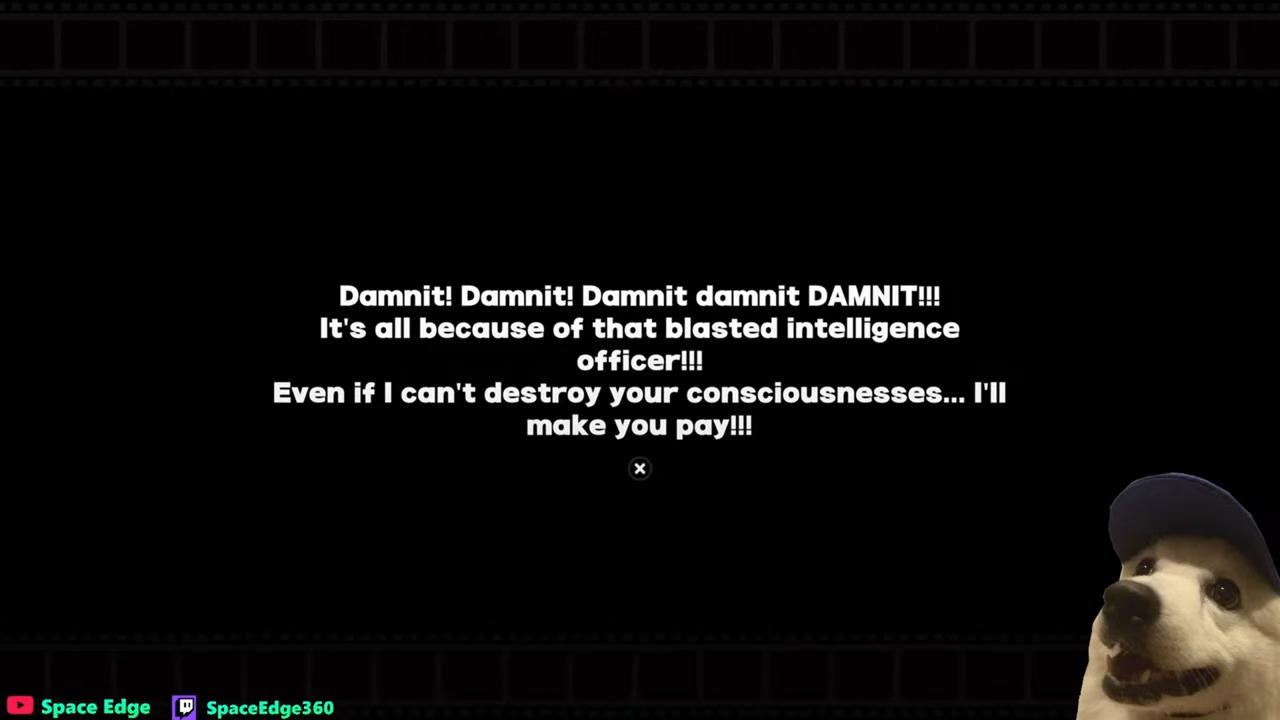 Damnit! Damnit! Damnit damnit DAMNIT!!!
It's all because of that blasted intelligence
officer!!!
Even if I can't destroy your consciousnesses... I'll
make you pay!!!
Space Edge
SpaceEdge360